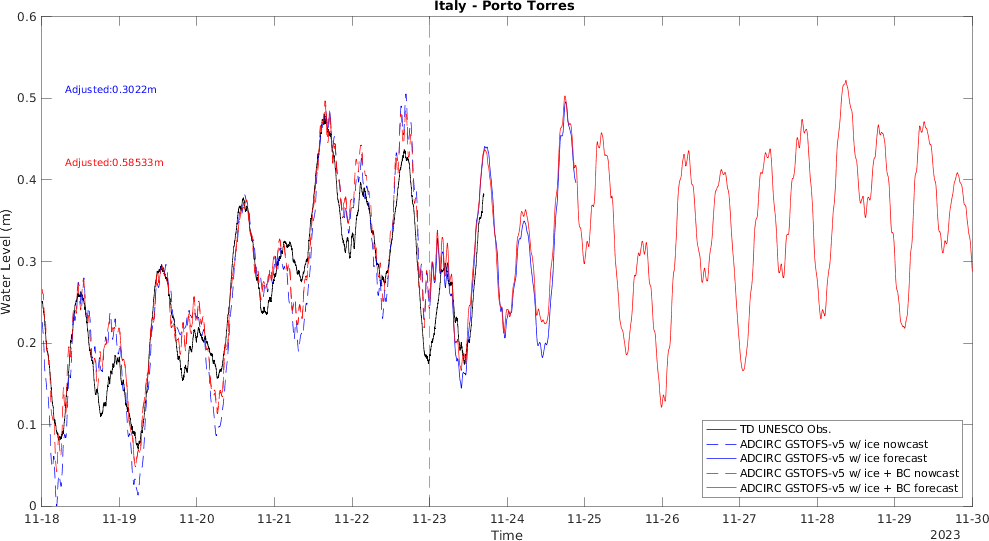 Italy - Porto Torres
0.6
0.5
0.4
0.3
0.2
0.1
0
Water Level (m)
Adjusted:0.3022m
Adjusted:0.58533m
TD UNESCO Obs.
ADCIRC GSTOFS-v5 w/ ice nowcast
ADCIRC GSTOFS-v5 w/ ice forecast
ADCIRC GSTOFS-v5 w/ ice + BC nowcast
ADCIRC GSTOFS-v5 w/ ice + BC forecast
11-18 11-19 11-20 11-21 11-22 11-23 11-24 11-25 11-26 11-27 11-28 11-29 11-30
Time
2023